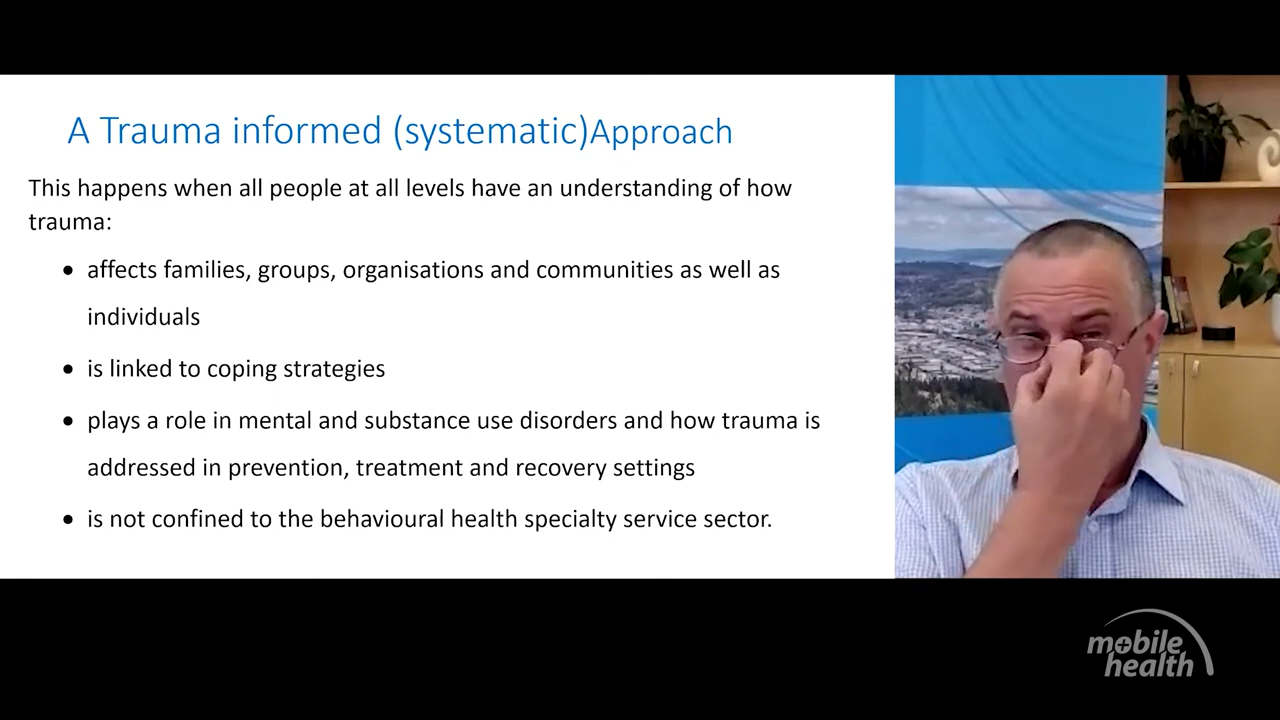 A Trauma informed (systematic)Approach
This happens when all people at all levels have an understanding of how
trauma:
• affects families, groups, organisations and communities as well as
individuals
• is linked to coping strategies
• plays a role in mental and substance use disorders and how trauma is
addressed in prevention, treatment and recovery settings
• is not confined to the behavioural health specialty service sector.
mobile
health